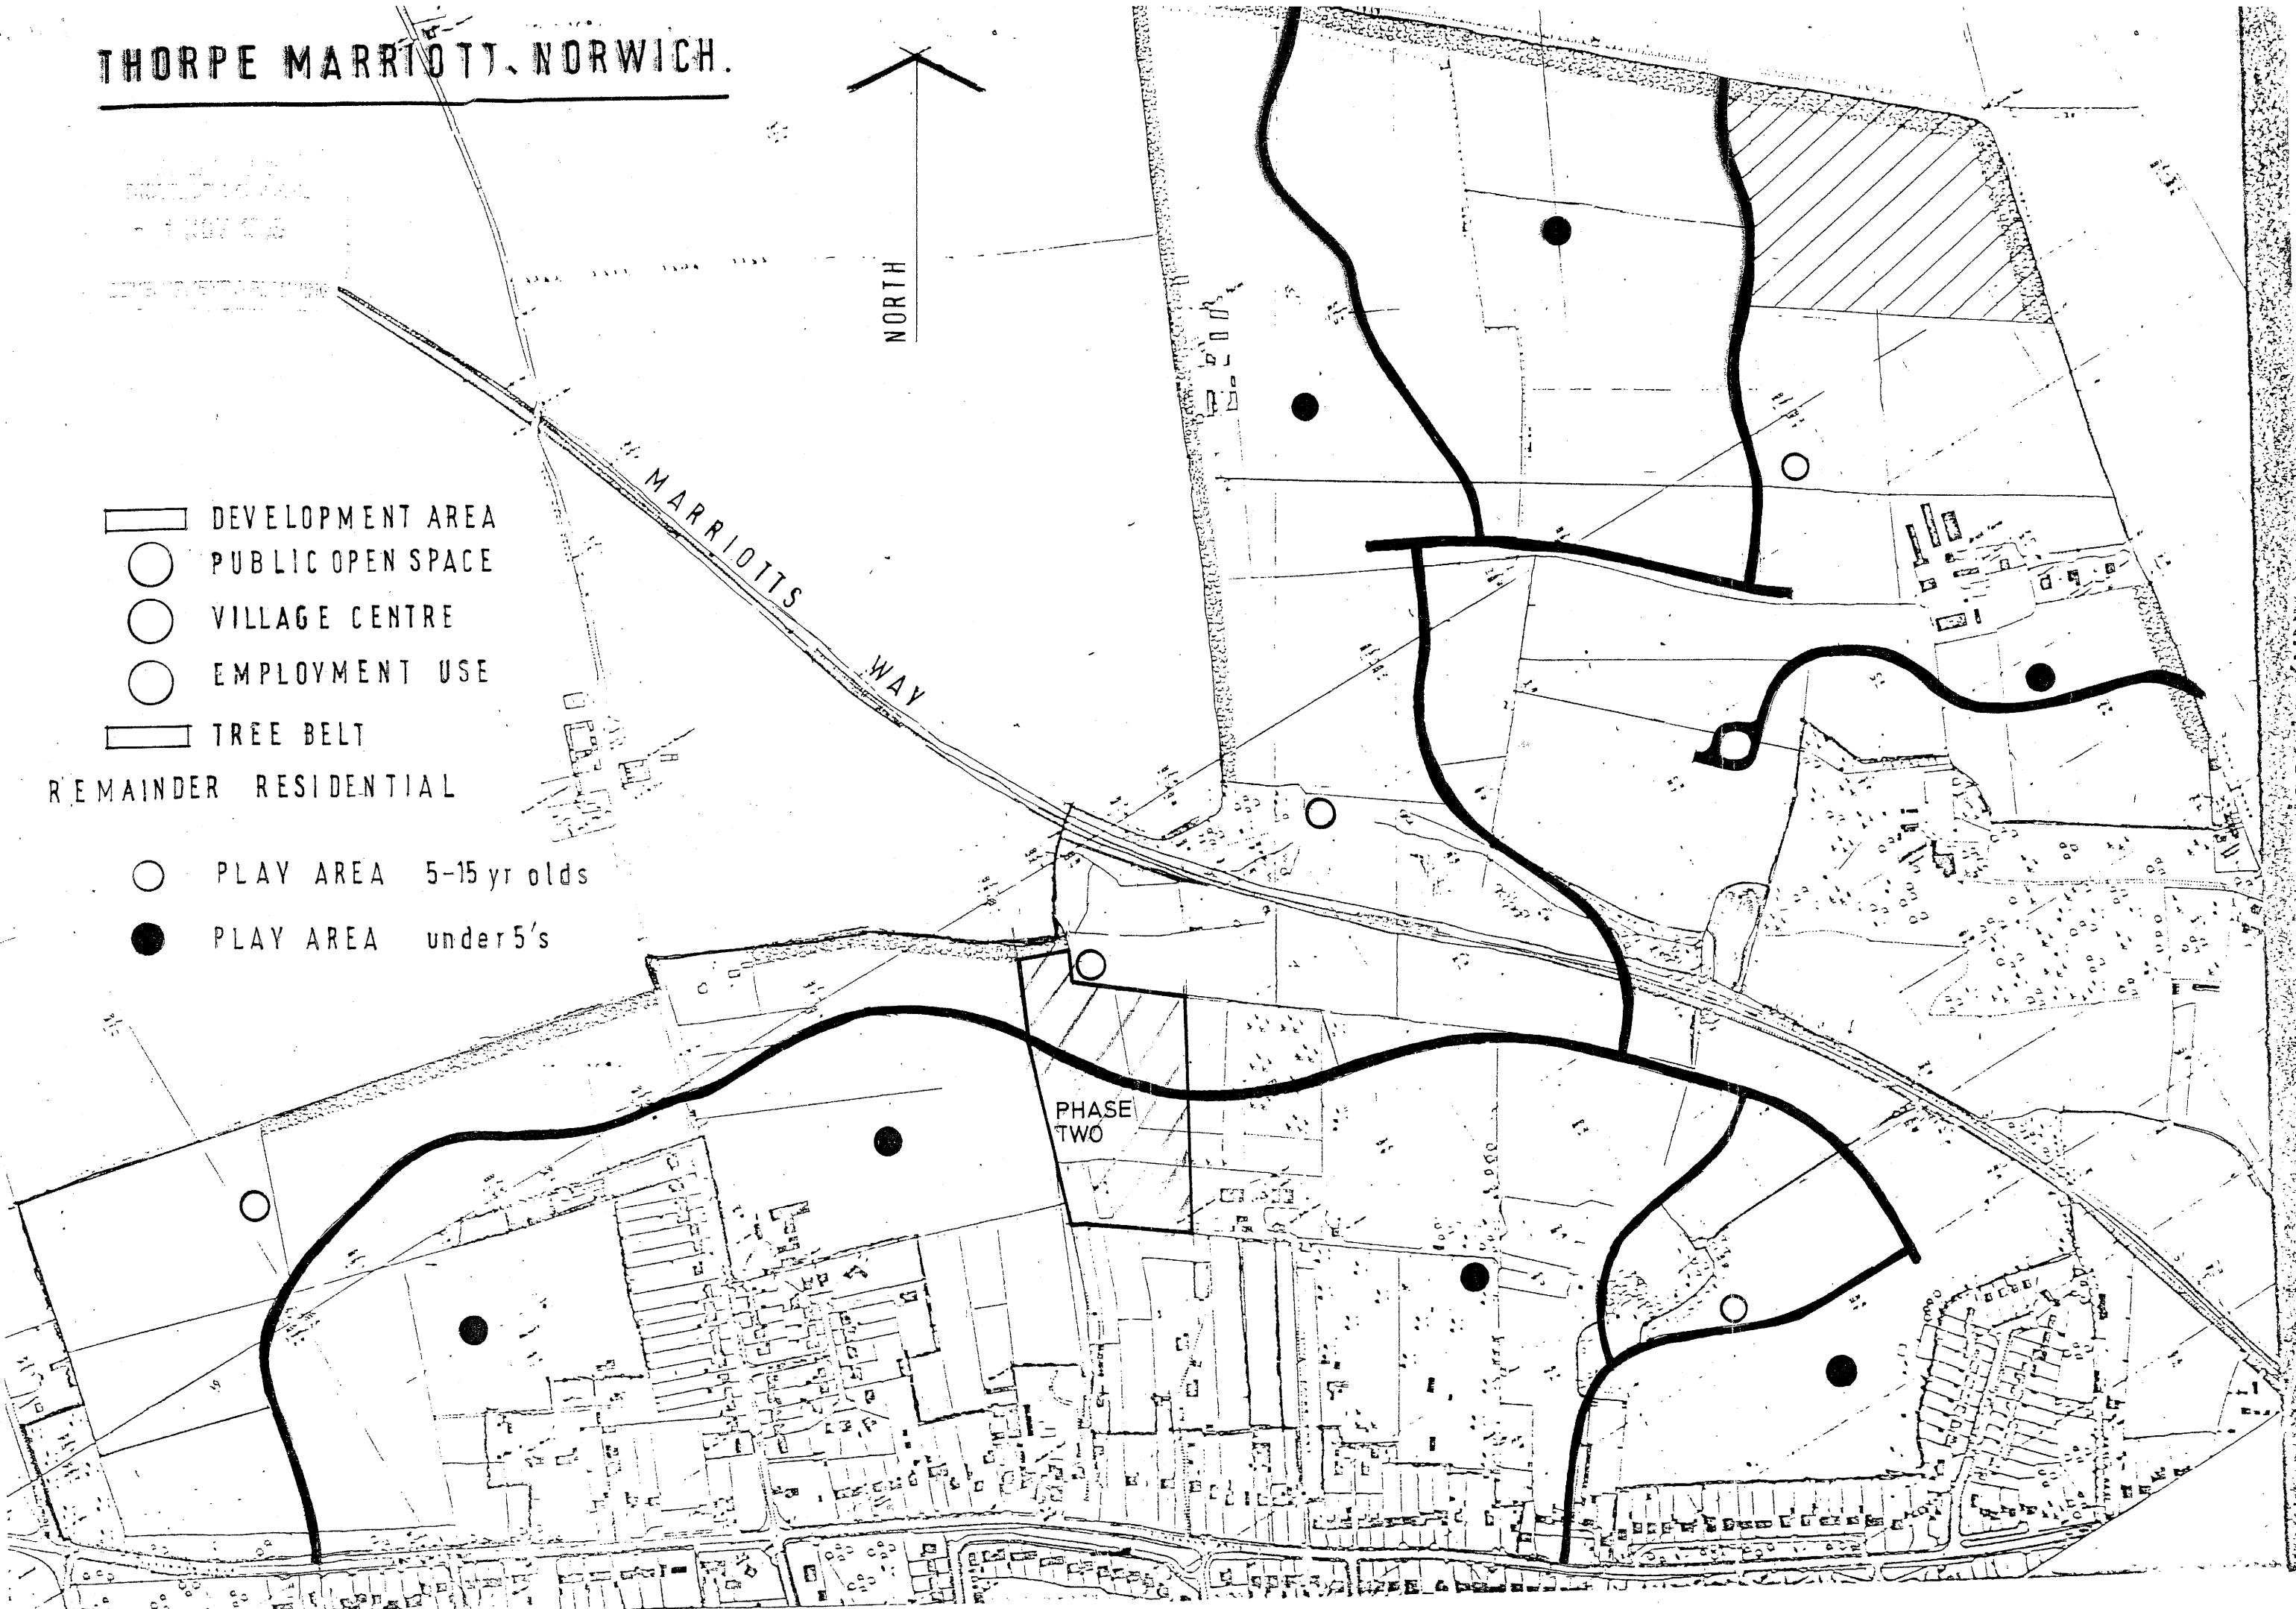 THORPE MARRIOTT, NORWICH.
NORTH
MARRIOTTS WAY
DEVELOPMENT AREA
PUBLIC OPEN SPACE
VILLAGE CENTRE
EMPLOYMENT USE
TREE BELT
REMAINDER RESIDENTIAL
PLAY AREA 5-15 yr olds
PLAY AREA under 5's
PHASE
TWO